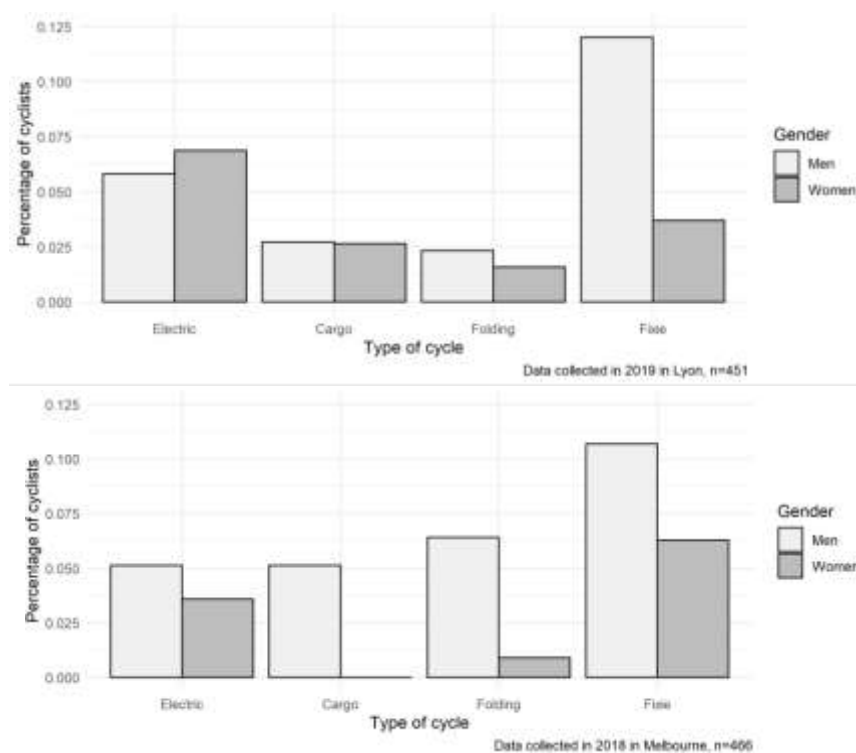 0.125
0.100
0.075
0.050
0.025
0.000
Percentage of cyclists
Electric Cargo Folding Fixie
Type of cycle
Gender
Men
Women
Data collected in 2019 in Lyon, n=451
0.125
0.100
0.075
0.050
0.025
0.000
Percentage of cyclists
Electric Cargo Folding Fixie
Type of cycle
Gender
Men
Women
Data collected in 2018 in Melbourne, n=466